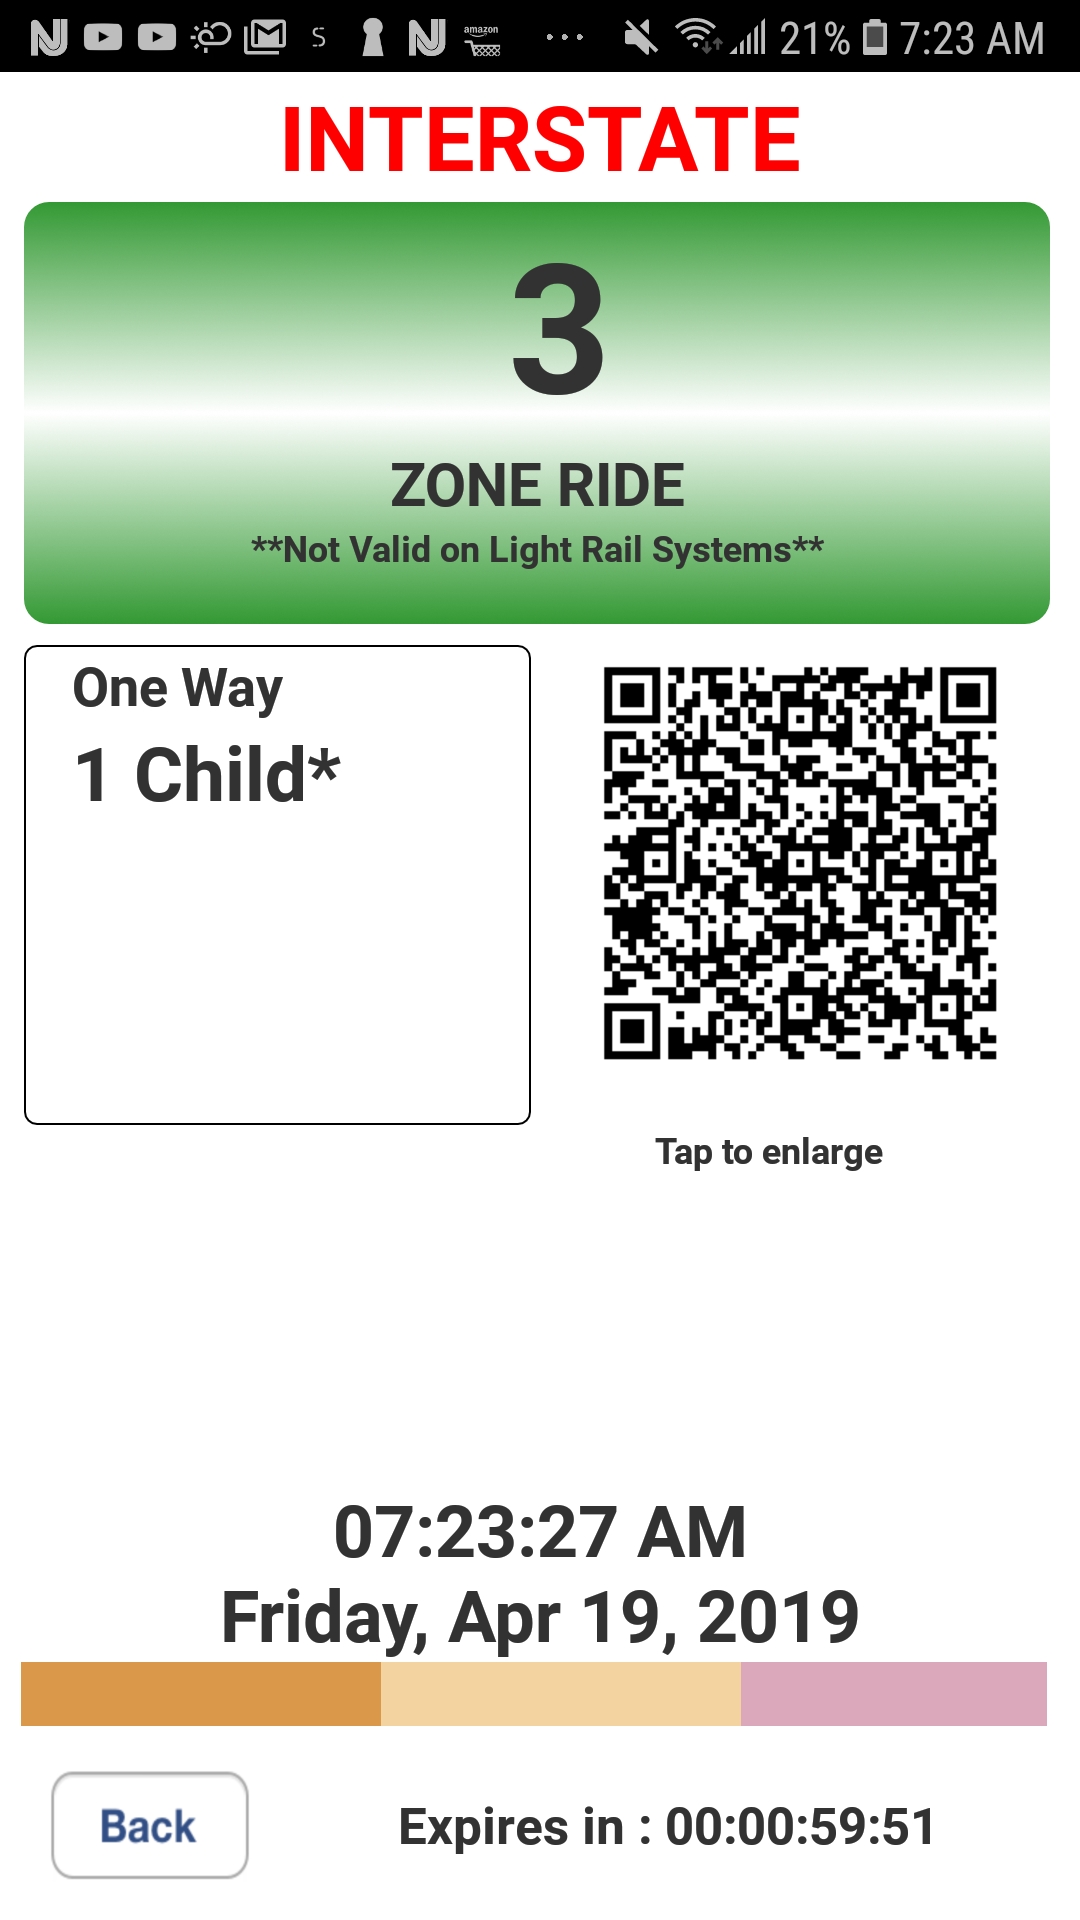 amazon
S
21%
7:23 AM
INTERSTATE
3
ZONE RIDE
**Not Valid on Light Rail Systems**
One Way
1 Child*
Tap to enlarge
07:23:27 AM
Friday, Apr 19, 2019
Back
Expires in : 00:00:59:51